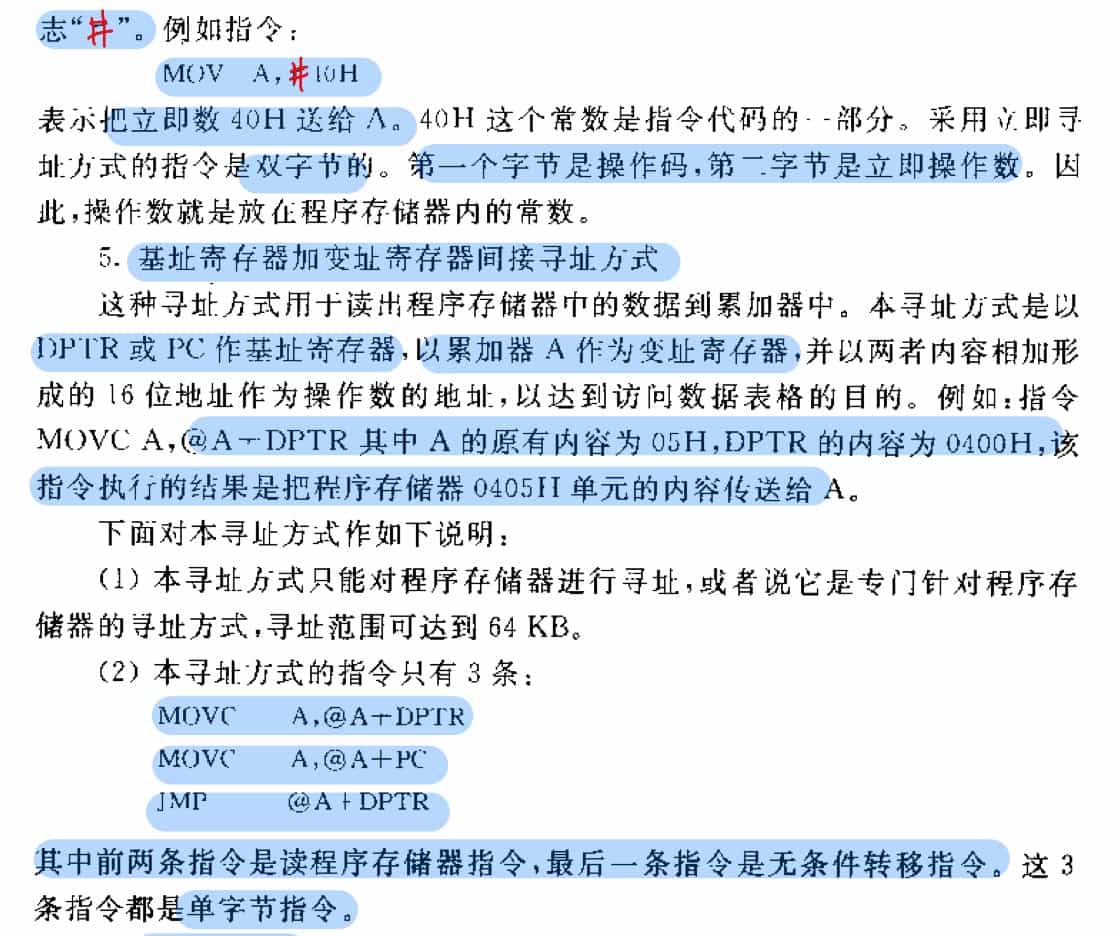 志“#”。例如指令：
MOV A,#40H
表示把立即数 40H 送给 A。40H 这个常数是指令代码的一部分。采用立即寻
址方式的指令是双字节的。第一个字节是操作码,第二字节是立即操作数。因
此,操作数就是放在程序存储器内的常数。
5. 基址寄存器加变址寄存器间接寻址方式
这种寻址方式用于读出程序存储器中的数据到累加器中。本寻址方式是以
DPTR 或 PC 作基址寄存器,以累加器 A 作为变址寄存器,并以两者内容相加形
成的 16 位地址作为操作数的地址,以达到访问数据表格的目的。例如:指令
MOVC A,@A+DPTR 其中 A 的原有内容为 05H,DPTR 的内容为 0400H,该
指令执行的结果是把程序存储器 0405H 单元的内容传送给 A。
下面对本寻址方式作如下说明：
(1) 本寻址方式只能对程序存储器进行寻址,或者说它是专门针对程序存
储器的寻址方式,寻址范围可达到 64 KB。
(2) 本寻址方式的指令只有 3 条：
MOVC A,@A+DPTR
MOVC A,@A+PC
JMP @A+DPTR
其中前两条指令是读程序存储器指令,最后一条指令是无条件转移指令。这 3
条指令都是单字节指令。